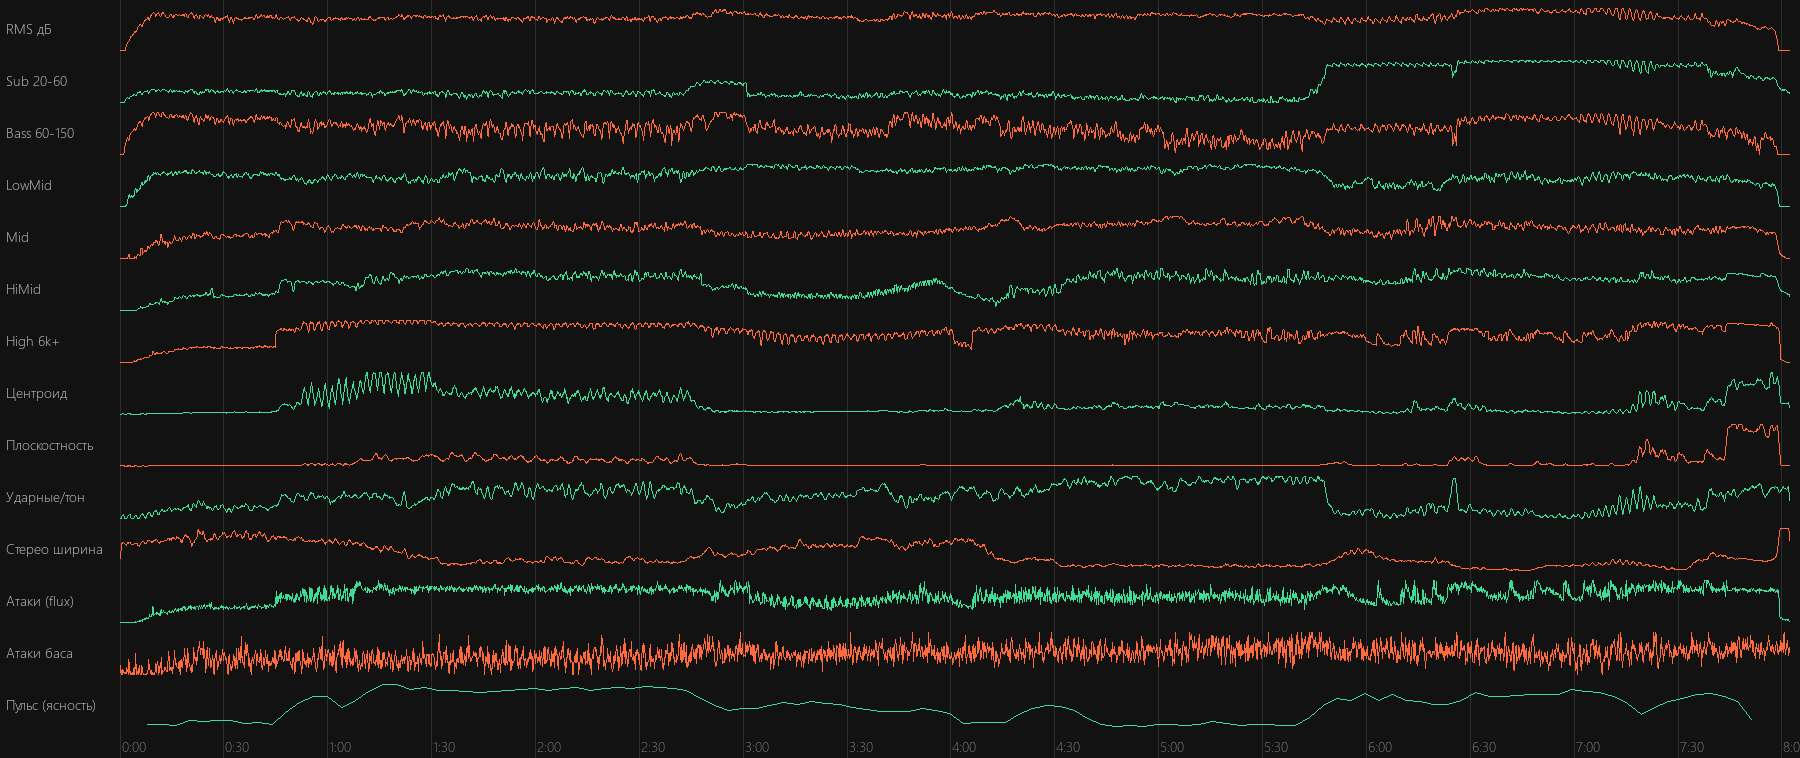 RMS дБ
Sub 20-60
Bass 60-150
LowMid
Mid
HiMid
High 6k+
Центроид
Плоскостность
Ударные/тон
Стерео ширина
Атаки (flux)
Атаки баса
Пульс (ясность)
0:00 0:30 1:00 1:30 2:00 2:30 3:00 3:30 4:00 4:30 5:00 5:30 6:00 6:30 7:00 7:30 8:0